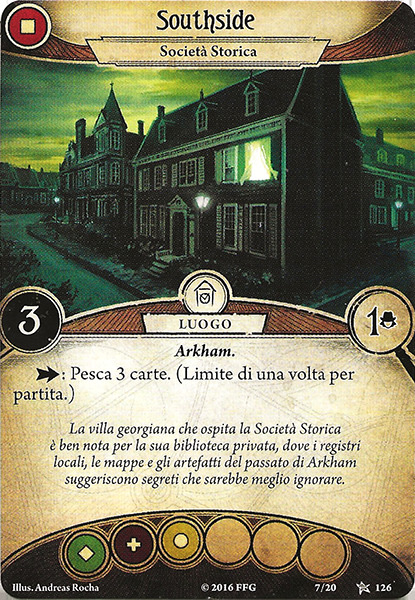 Southside
Società Storica
3
LUOGO
1
Arkham.
: Pesca 3 carte. (Limite di una volta per
partita.)
La villa georgiana che ospita la Società Storica
è ben nota per la sua biblioteca privata, dove i registri
locali, le mappe e gli artefatti del passato di Arkham
suggeriscono segreti che sarebbe meglio ignorare.
Illus. Andreas Rocha © 2016 FFG 7/20 126